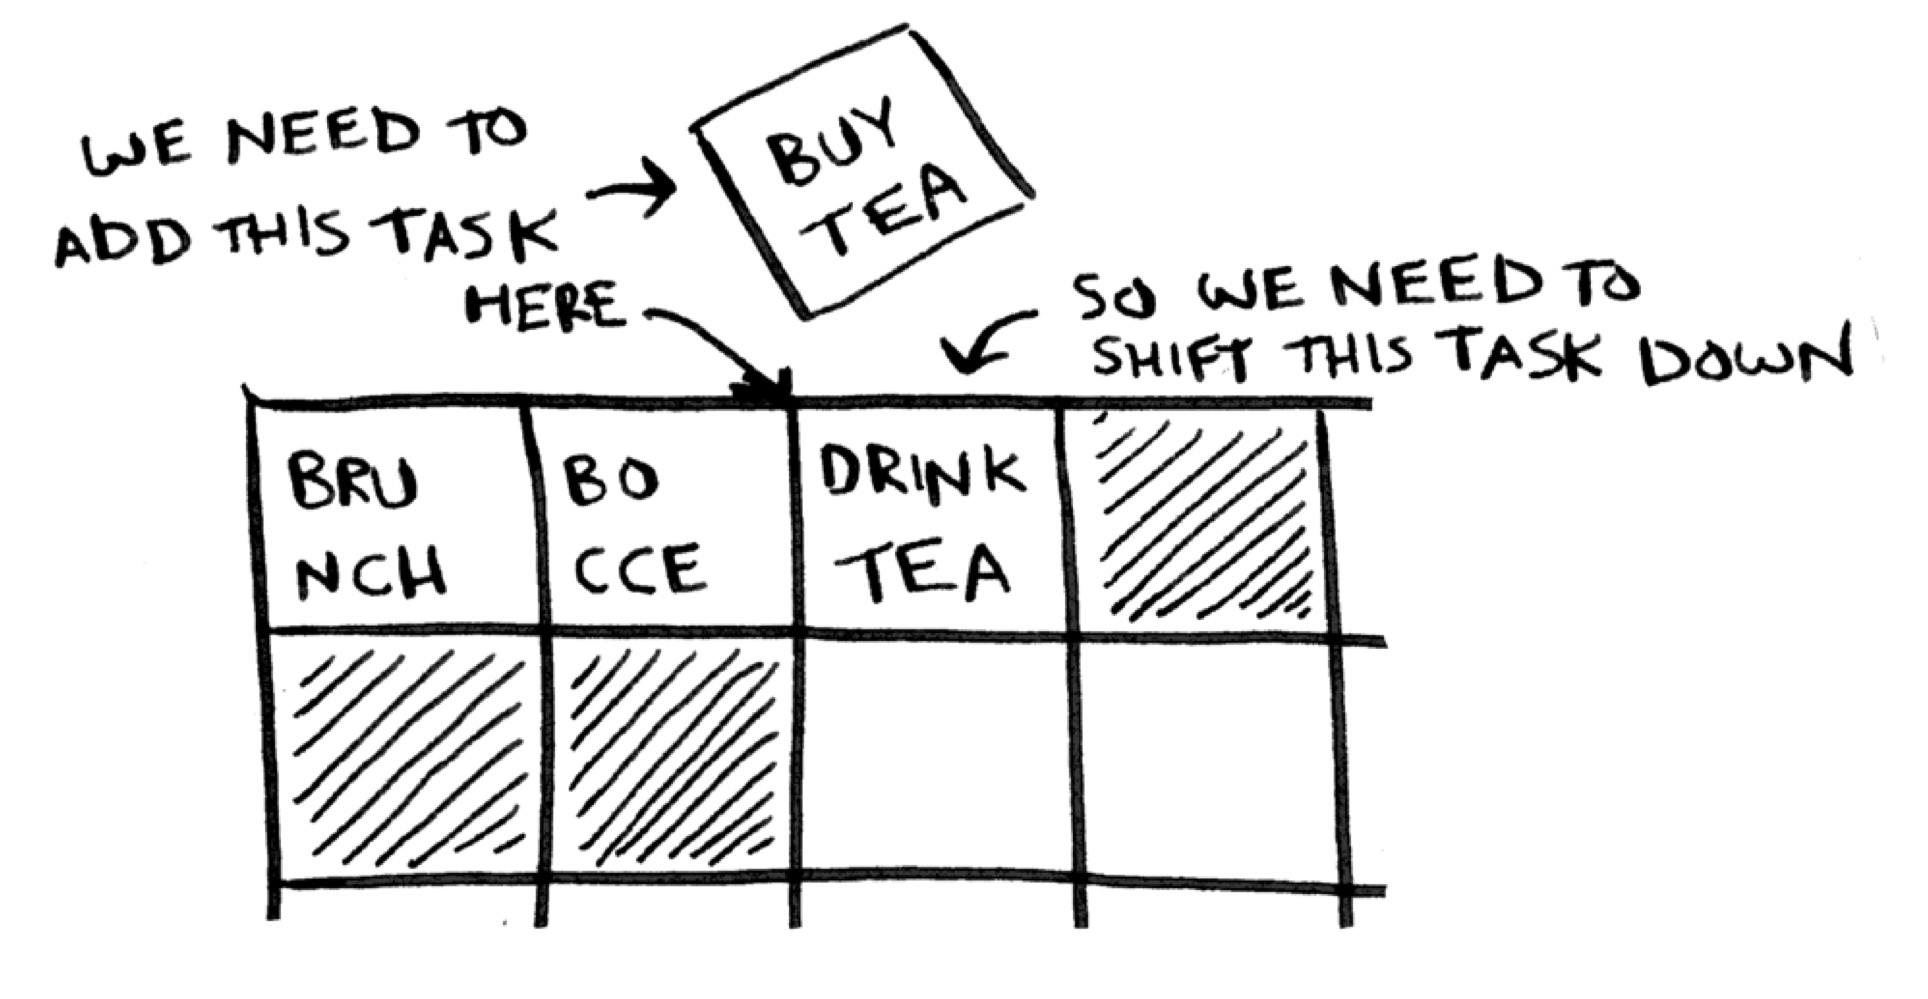 WE NEED TO
ADD THIS TASK
BUY
TEA
HERE
SO WE NEED TO
SHIFT THIS TASK DOWN
BRU
NCH
BO
CCE
DRINK
TEA